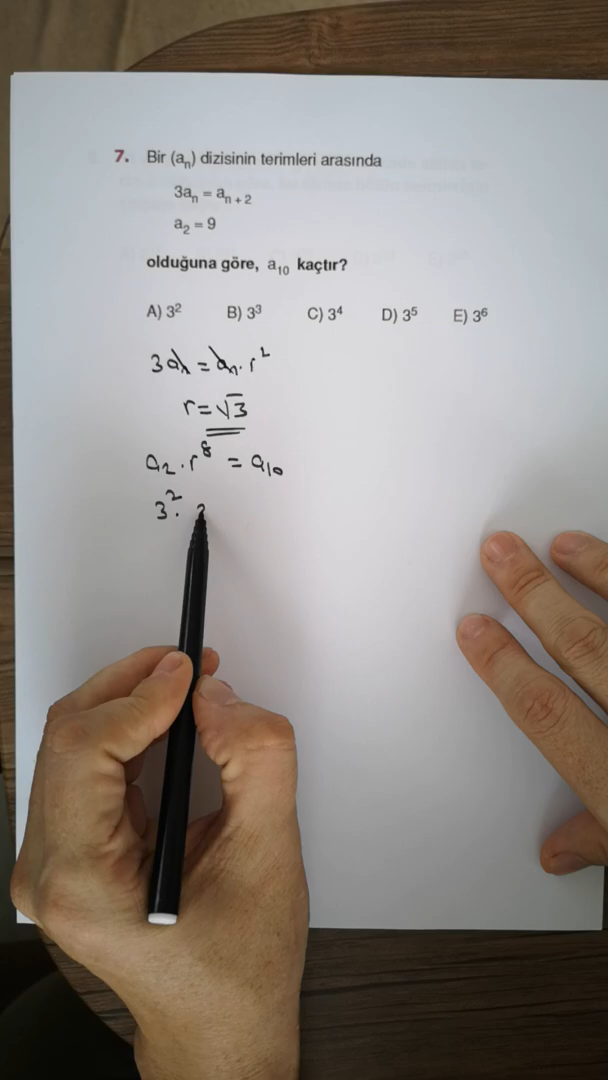 7. Bir (aₙ) dizisinin terimleri arasında
3aₙ = aₙ₊₂
a₂ = 9
olduğuna göre, a₁₀ kaçtır?
A) 3² B) 3³ C) 3⁴ D) 3⁵ E) 3⁶
3aₙ = aₙ · r²
r = √3
a₂ · r⁸ = a₁₀
3² ·